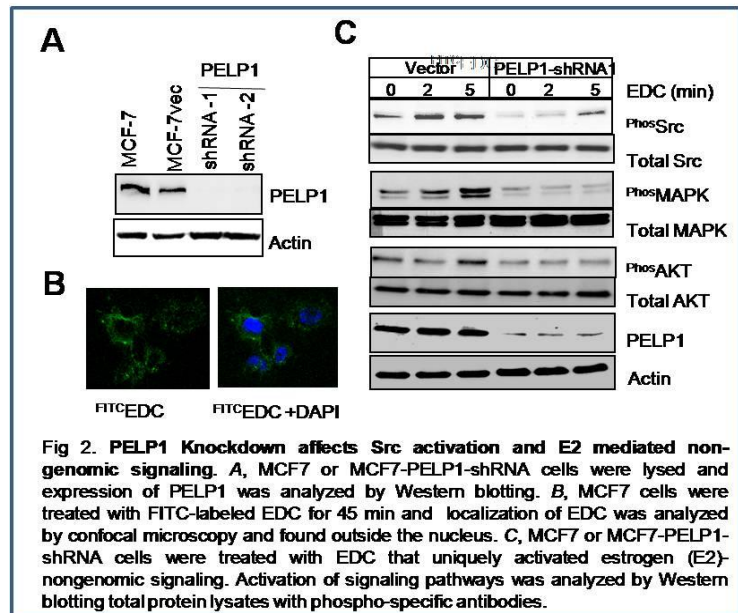 A
PELP1
MCF-7
MCF-7vec
shRNA-1
shRNA-2
PELP1
Actin
B
FITCEDC
FITCEDC +DAPI
C
Vector PELP1-shRNA1
0 2 5 0 2 5 EDC (min)
PhosSrc
Total Src
PhosMAPK
Total MAPK
PhosAKT
Total AKT
PELP1
Actin
Fig 2. PELP1 Knockdown affects Src activation and E2 mediated non-
genomic signaling. A, MCF7 or MCF7-PELP1-shRNA cells were lysed and
expression of PELP1 was analyzed by Western blotting. B, MCF7 cells were
treated with FITC-labeled EDC for 45 min and localization of EDC was analyzed
by confocal microscopy and found outside the nucleus. C, MCF7 or MCF7-PELP1-
shRNA cells were treated with EDC that uniquely activated estrogen (E2)-
nongenomic signaling. Activation of signaling pathways was analyzed by Western
blotting total protein lysates with phospho-specific antibodies.